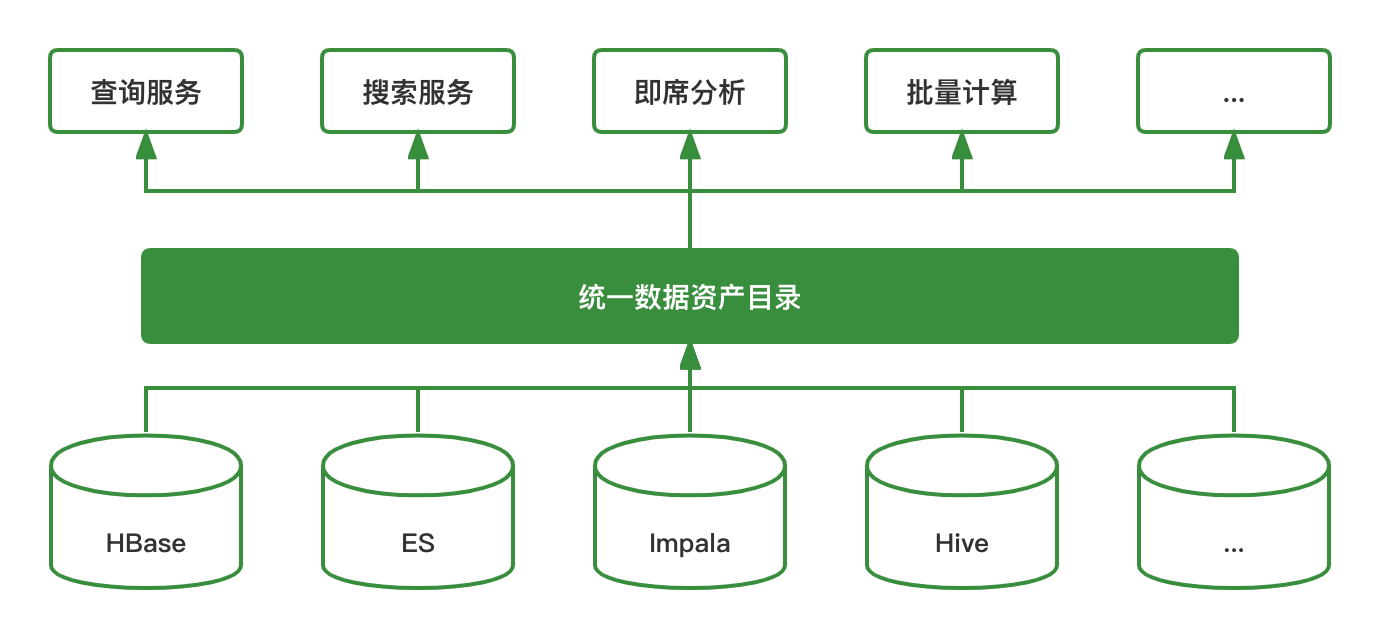 查询服务
搜索服务
即席分析
批量计算
...
统一数据资产目录
HBase
ES
Impala
Hive
...